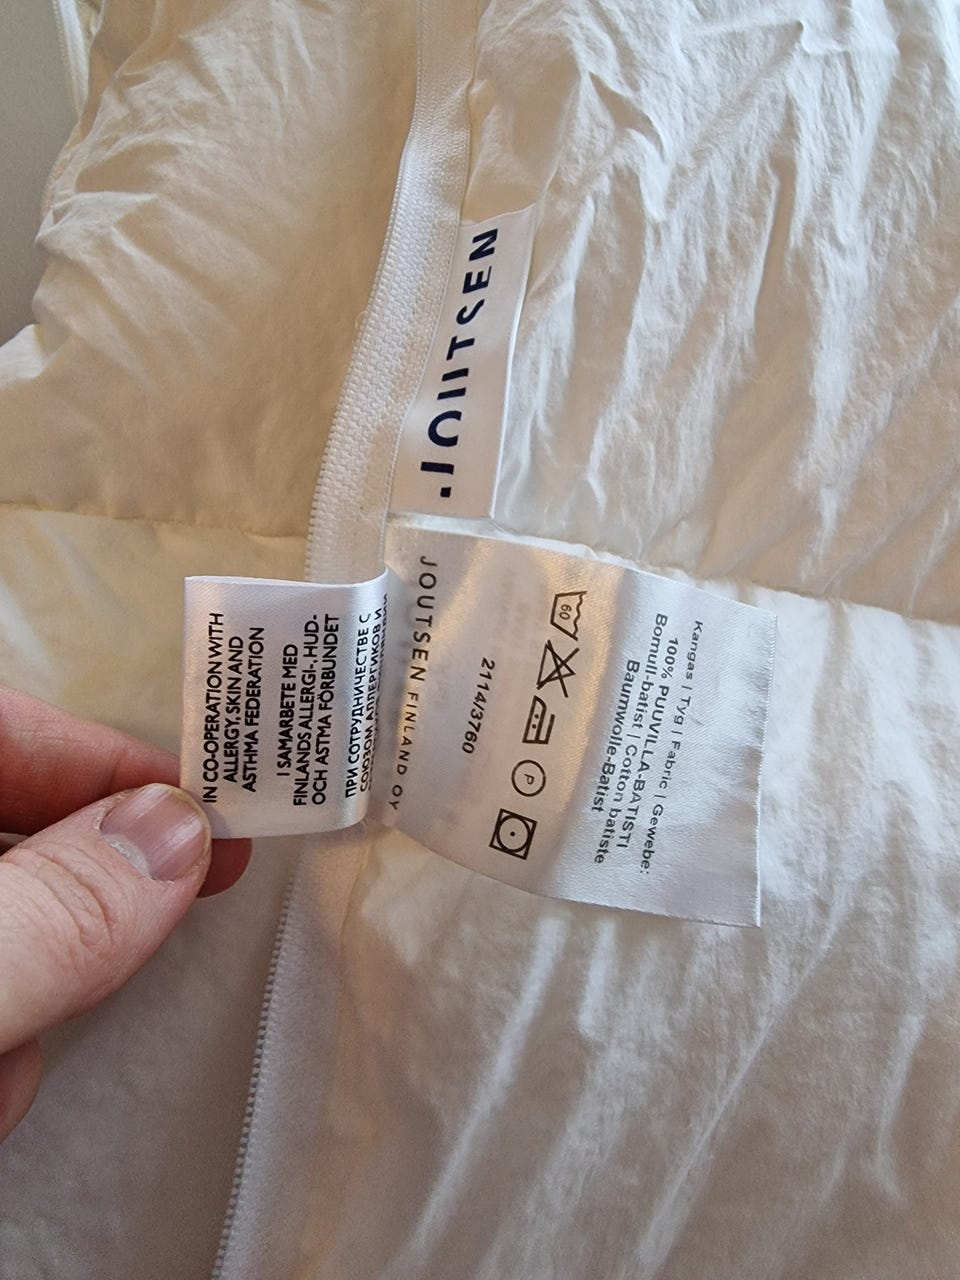 JOUTSEN
IN CO-OPERATION WITH
ALLERGY, SKIN AND
ASTHMA FEDERATION
I SAMARBETE MED
FINLANDS ALLERGI-, HUD-
OCH ASTMA FÖRBUNDET
ПРИ СОТРУДНИЧЕСТВЕ С
СОЮЗОМ АЛЛЕРГИКОВ И
JOUTSEN FINLAND OY
2114/3760
60
P
Kangas | Tyg | Fabric | Gewebe:
100% PUUVILLA-BATISTI
Bomull-batist | Cotton batiste
Baumwolle-Batist